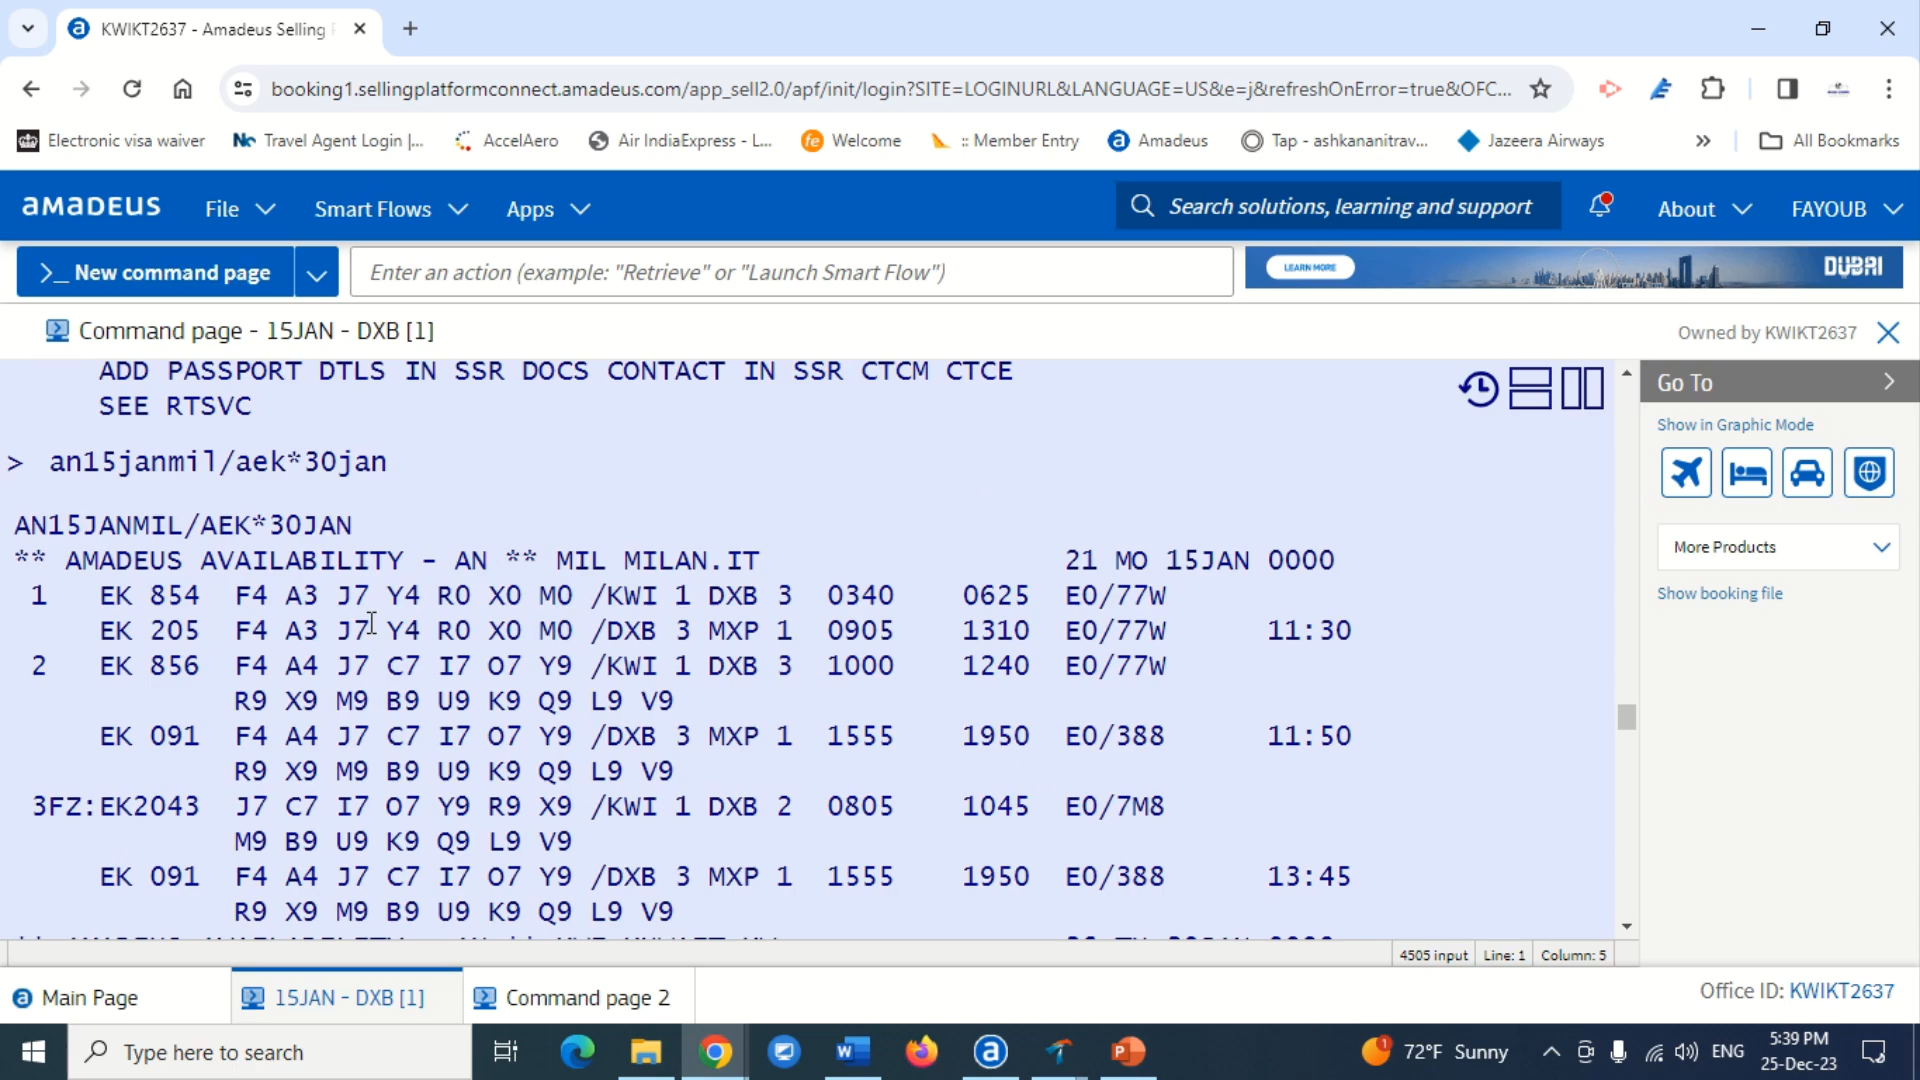 KWIKT2637 - Amadeus Selling
booking1.sellingplatformconnect.amadeus.com/app_sell2.0/apf/init/login?SITE=LOGINURL&LANGUAGE=US&e=j&refreshOnError=true&OFC...
Electronic visa waiver Travel Agent Login |... AccelAero Air IndiaExpress - L... Welcome :: Member Entry Amadeus Tap - ashkananitrav... Jazeera Airways » All Bookmarks
amadeus File Smart Flows Apps Search solutions, learning and support About FAYOUB
>_ New command page Enter an action (example: "Retrieve" or "Launch Smart Flow") LEARN MORE DUBAI
Command page - 15JAN - DXB [1] Owned by KWIKT2637
ADD PASSPORT DTLS IN SSR DOCS CONTACT IN SSR CTCM CTCE
SEE RTSVC
> an15janmil/aek*30jan
AN15JANMIL/AEK*30JAN
** AMADEUS AVAILABILITY - AN ** MIL MILAN.IT 21 MO 15JAN 0000
1 EK 854 F4 A3 J7 Y4 R0 X0 M0 /KWI 1 DXB 3 0340 0625 E0/77W
EK 205 F4 A3 J7 Y4 R0 X0 M0 /DXB 3 MXP 1 0905 1310 E0/77W 11:30
2 EK 856 F4 A4 J7 C7 I7 O7 Y9 /KWI 1 DXB 3 1000 1240 E0/77W
R9 X9 M9 B9 U9 K9 Q9 L9 V9
EK 091 F4 A4 J7 C7 I7 O7 Y9 /DXB 3 MXP 1 1555 1950 E0/388 11:50
R9 X9 M9 B9 U9 K9 Q9 L9 V9
3FZ:EK2043 J7 C7 I7 O7 Y9 R9 X9 /KWI 1 DXB 2 0805 1045 E0/7M8
M9 B9 U9 K9 Q9 L9 V9
EK 091 F4 A4 J7 C7 I7 O7 Y9 /DXB 3 MXP 1 1555 1950 E0/388 13:45
R9 X9 M9 B9 U9 K9 Q9 L9 V9
4505 input Line: 1 Column: 5
Go To
Show in Graphic Mode
More Products
Show booking file
Main Page 15JAN - DXB [1] Command page 2 Office ID: KWIKT2637
Type here to search 72°F Sunny ENG 5:39 PM
25-Dec-23